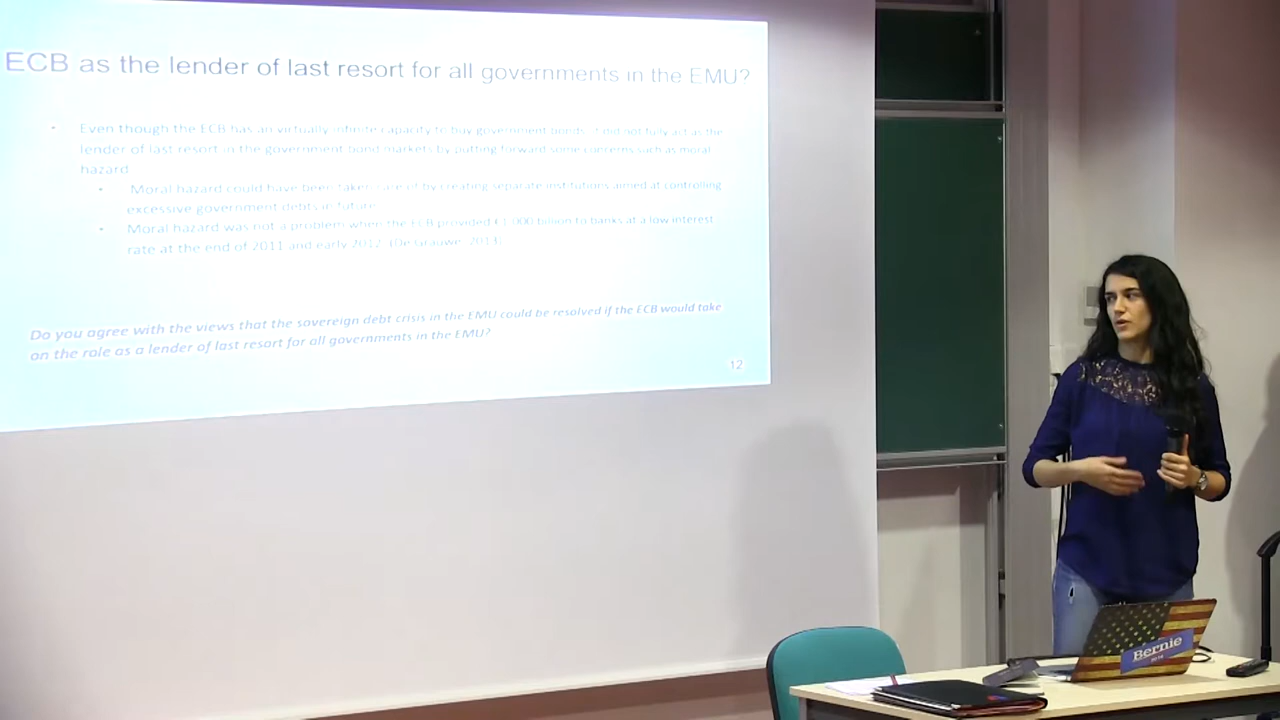 ECB as the lender of last resort for all governments in the EMU?
• Even though the ECB has an virtually infinite capacity to buy government bonds, it did not fully act as the
lender of last resort in the government bond markets by putting forward some concerns such as moral
hazard
• Moral hazard could have been taken care of by creating separate institutions aimed at controlling
excessive government debts in future
• Moral hazard was not a problem when the ECB provided €1 000 billion to banks at a low interest
rate at the end of 2011 and early 2012 (De Grauwe, 2013)
Do you agree with the views that the sovereign debt crisis in the EMU could be resolved if the ECB would take
on the role as a lender of last resort for all governments in the EMU?
12
Bernie
2016